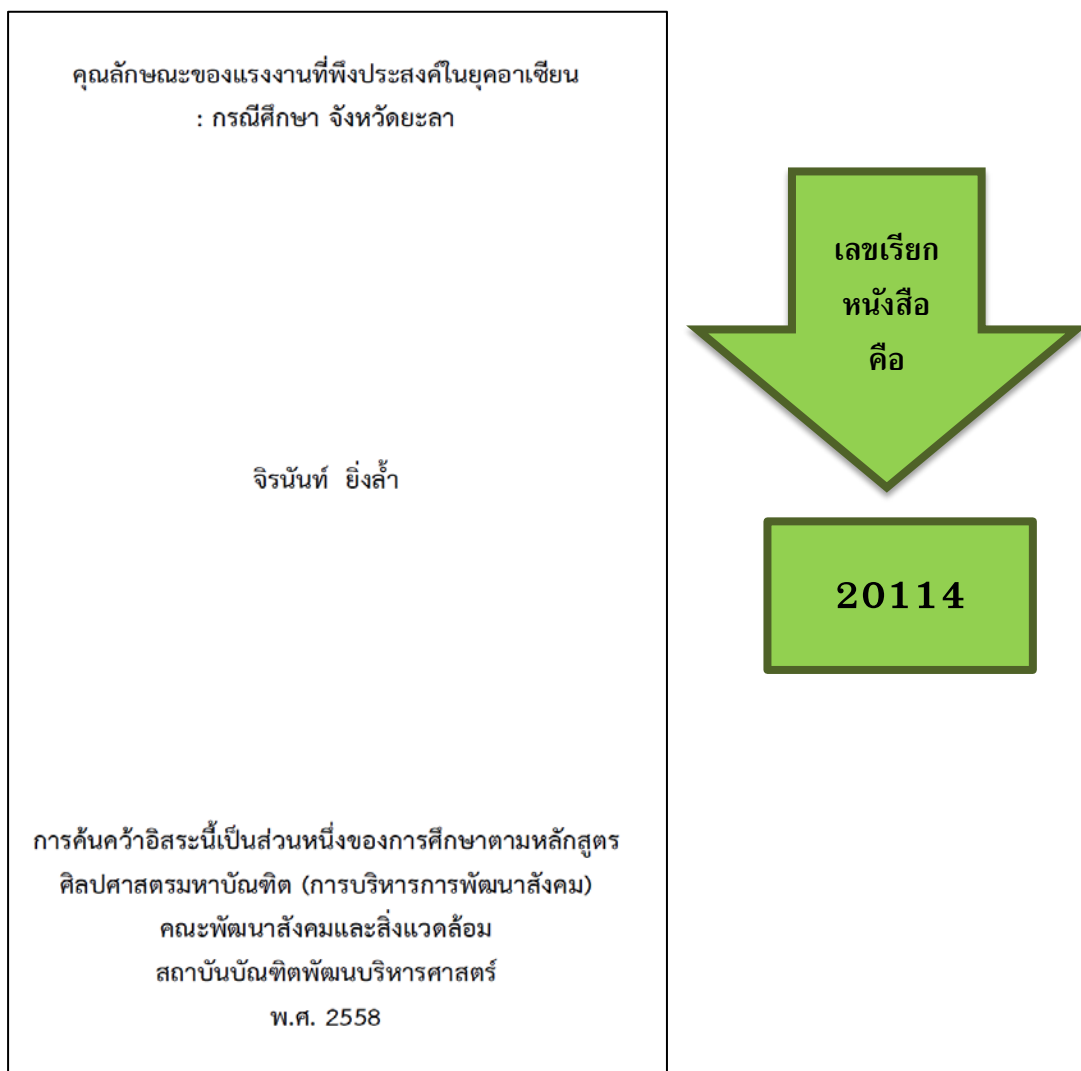 คุณลักษณะของแรงงานที่พึงประสงค์ในยุคอาเซียน
: กรณีศึกษา จังหวัดยะลา
จิรนันท์ ยิ่งล้ำ
การค้นคว้าอิสระนี้เป็นส่วนหนึ่งของการศึกษาตามหลักสูตร
ศิลปศาสตรมหาบัณฑิต (การบริหารการพัฒนาสังคม)
คณะพัฒนาสังคมและสิ่งแวดล้อม
สถาบันบัณฑิตพัฒนบริหารศาสตร์
พ.ศ. 2558
เลขเรียก
หนังสือ
คือ
20114